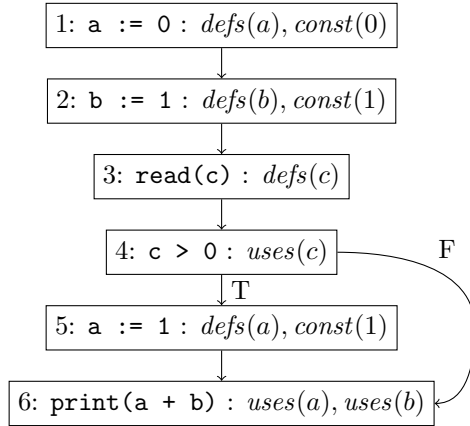 1: a := 0 : defs(a), const(0)
2: b := 1 : defs(b), const(1)
3: read(c) : defs(c)
4: c > 0 : uses(c)
F
T
5: a := 1 : defs(a), const(1)
6: print(a + b) : uses(a), uses(b)